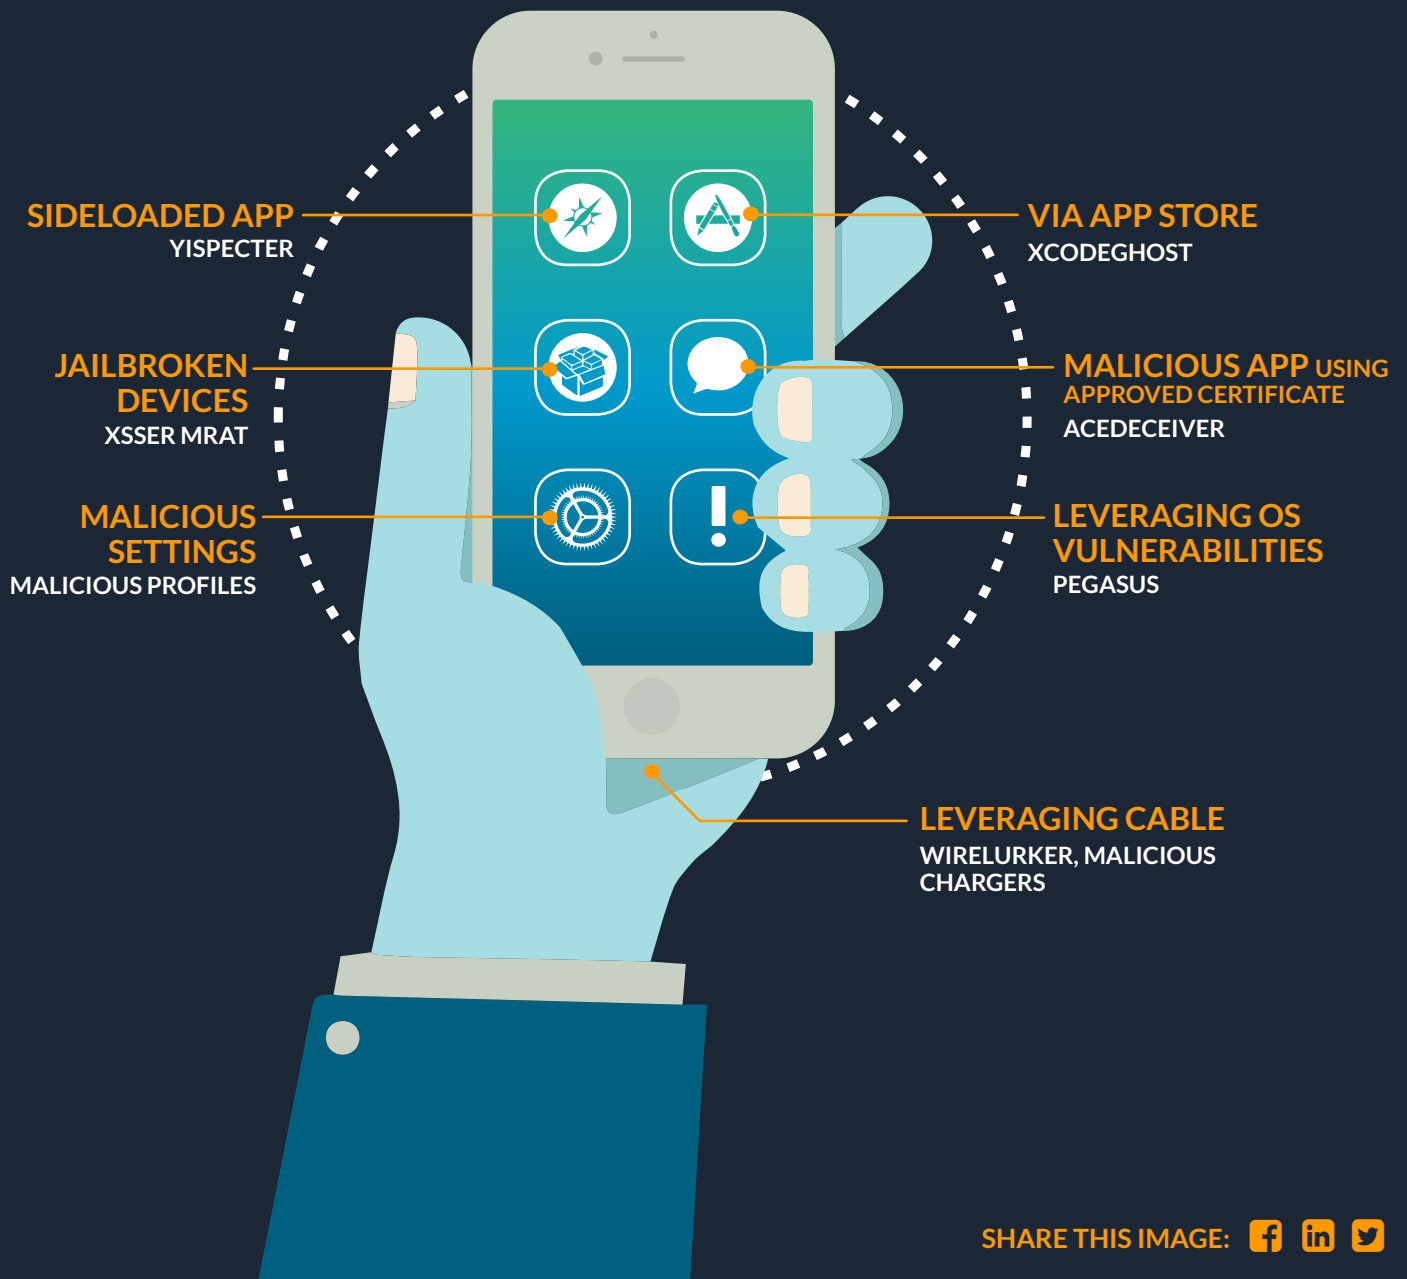 SIDELOADED APP
YISPECTER
VIA APP STORE
XCODEGHOST
JAILBROKEN
DEVICES
XSSER MRAT
MALICIOUS APP USING
APPROVED CERTIFICATE
ACEDECEIVER
MALICIOUS
SETTINGS
MALICIOUS PROFILES
LEVERAGING OS
VULNERABILITIES
PEGASUS
LEVERAGING CABLE
WIRELURKER, MALICIOUS
CHARGERS
SHARE THIS IMAGE: